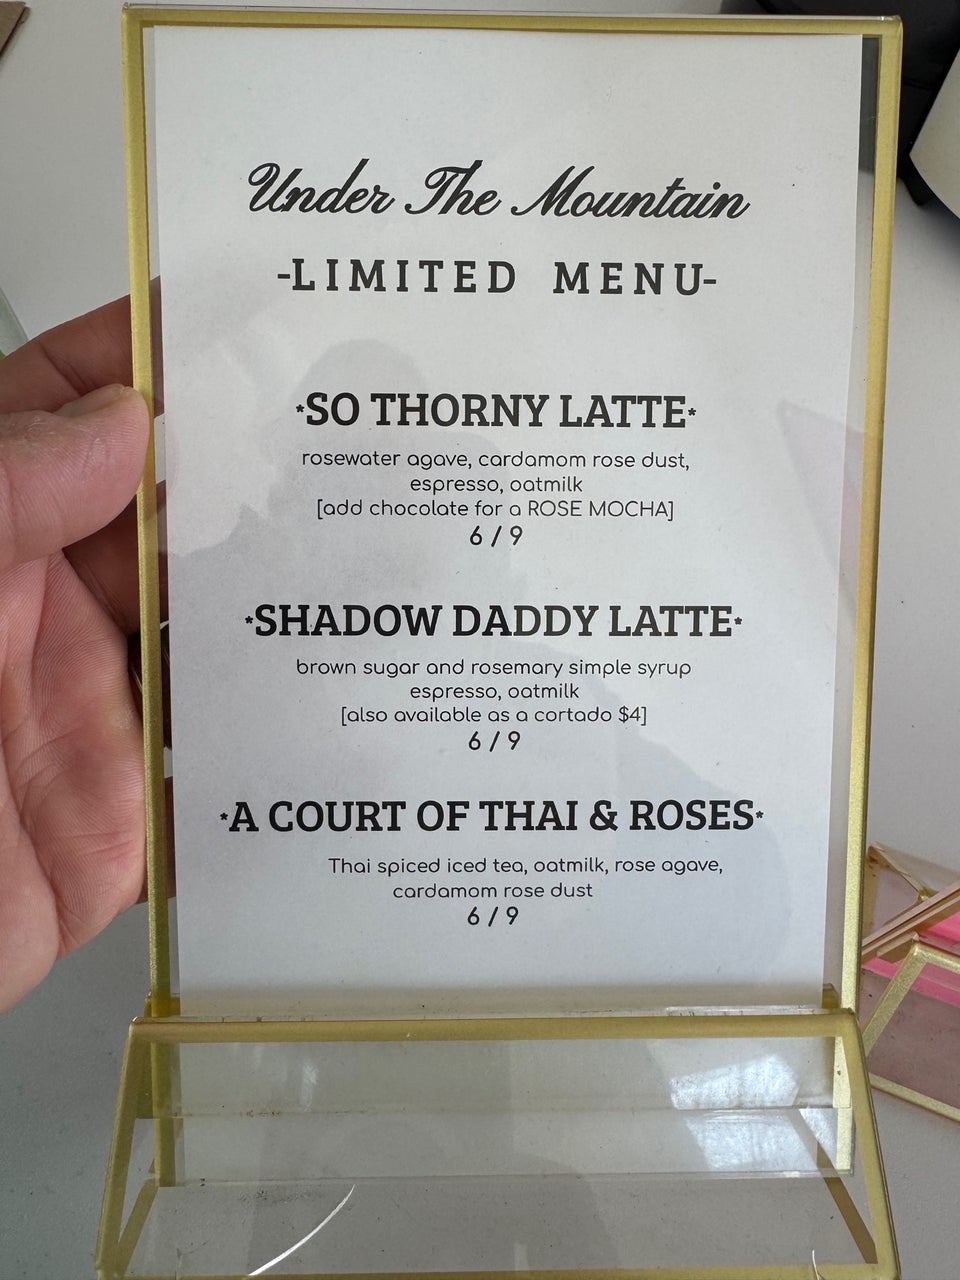 Under The Mountain
-LIMITED MENU-
*SO THORNY LATTE*
rosewater agave, cardamom rose dust,
espresso, oatmilk
[add chocolate for a ROSE MOCHA]
6 / 9
*SHADOW DADDY LATTE*
brown sugar and rosemary simple syrup
espresso, oatmilk
[also available as a cortado $4]
6 / 9
*A COURT OF THAI & ROSES*
Thai spiced iced tea, oatmilk, rose agave,
cardamom rose dust
6 / 9